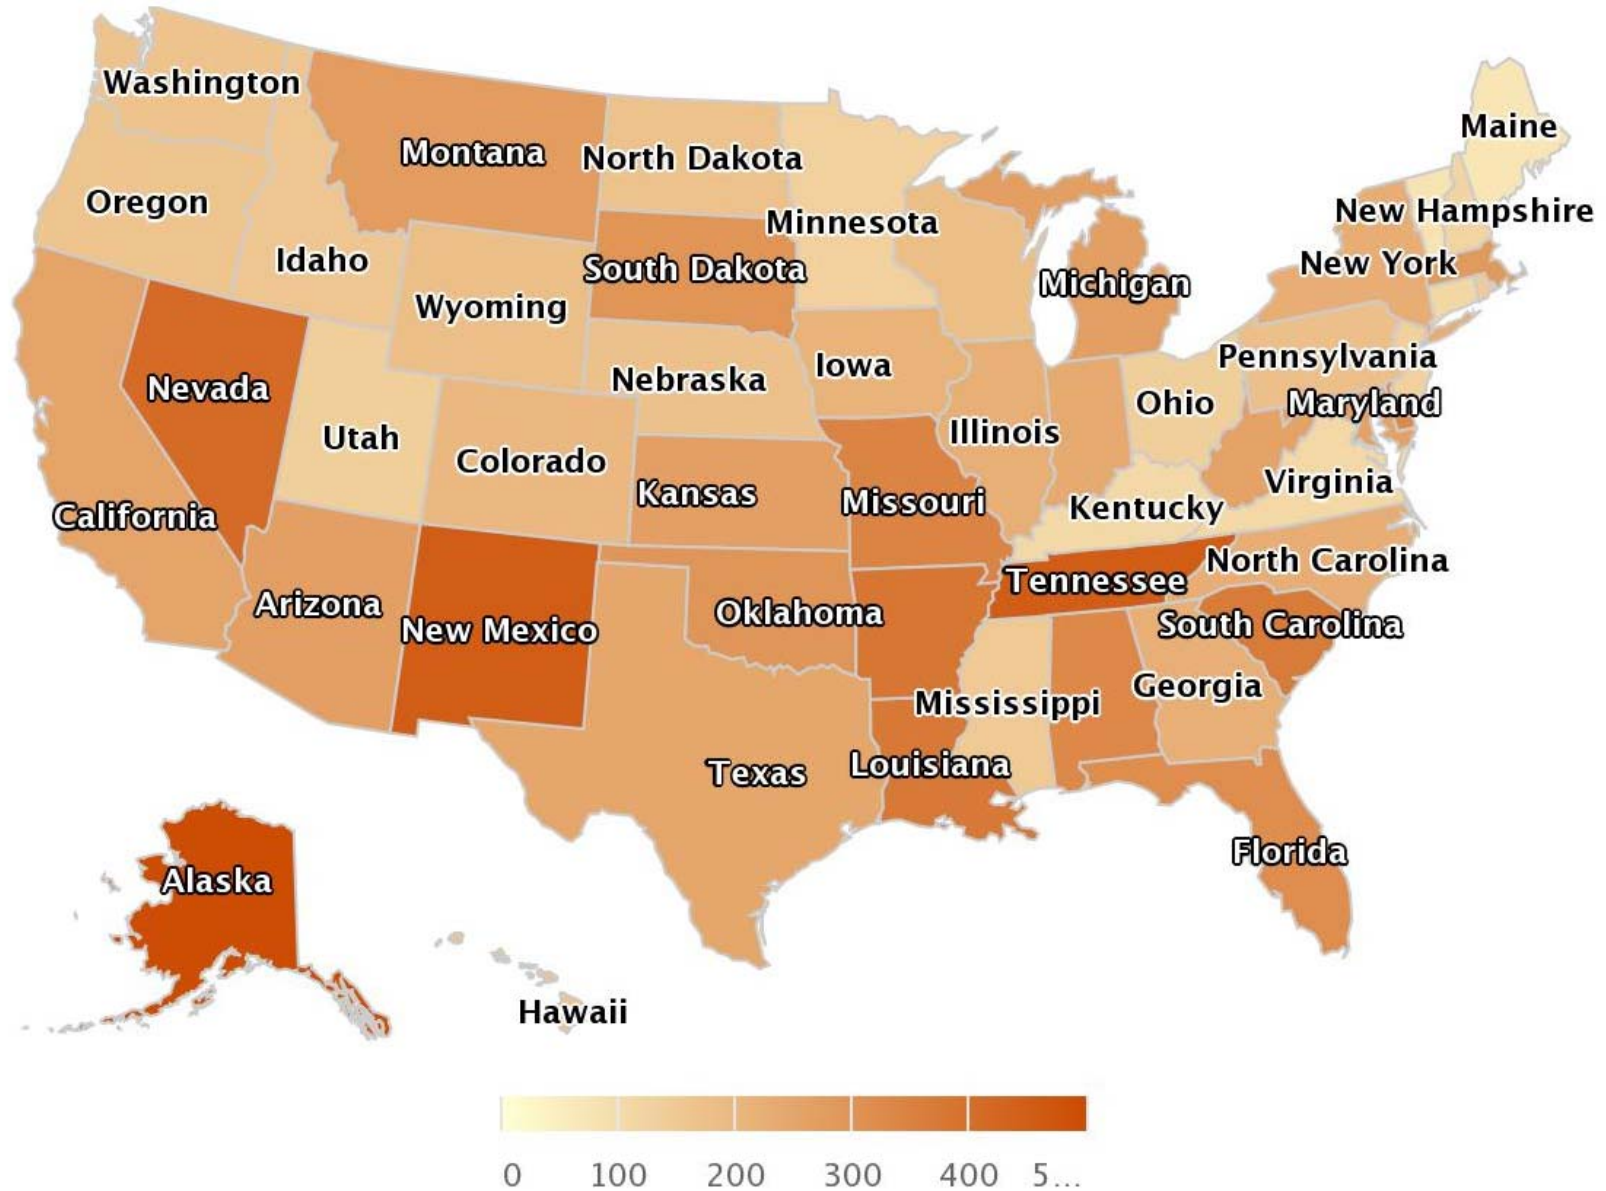 Washington
Maine
Montana
North Dakota
Oregon
New Hampshire
Minnesota
Idaho
South Dakota
New York
Michigan
Wyoming
Pennsylvania
Iowa
Nebraska
Nevada
Ohio
Maryland
Utah
Illinois
Colorado
Virginia
Kansas
Missouri
Kentucky
California
North Carolina
Tennessee
Arizona
Oklahoma
South Carolina
New Mexico
Georgia
Mississippi
Louisiana
Texas
Florida
Alaska
Hawaii
0 100 200 300 400 5...